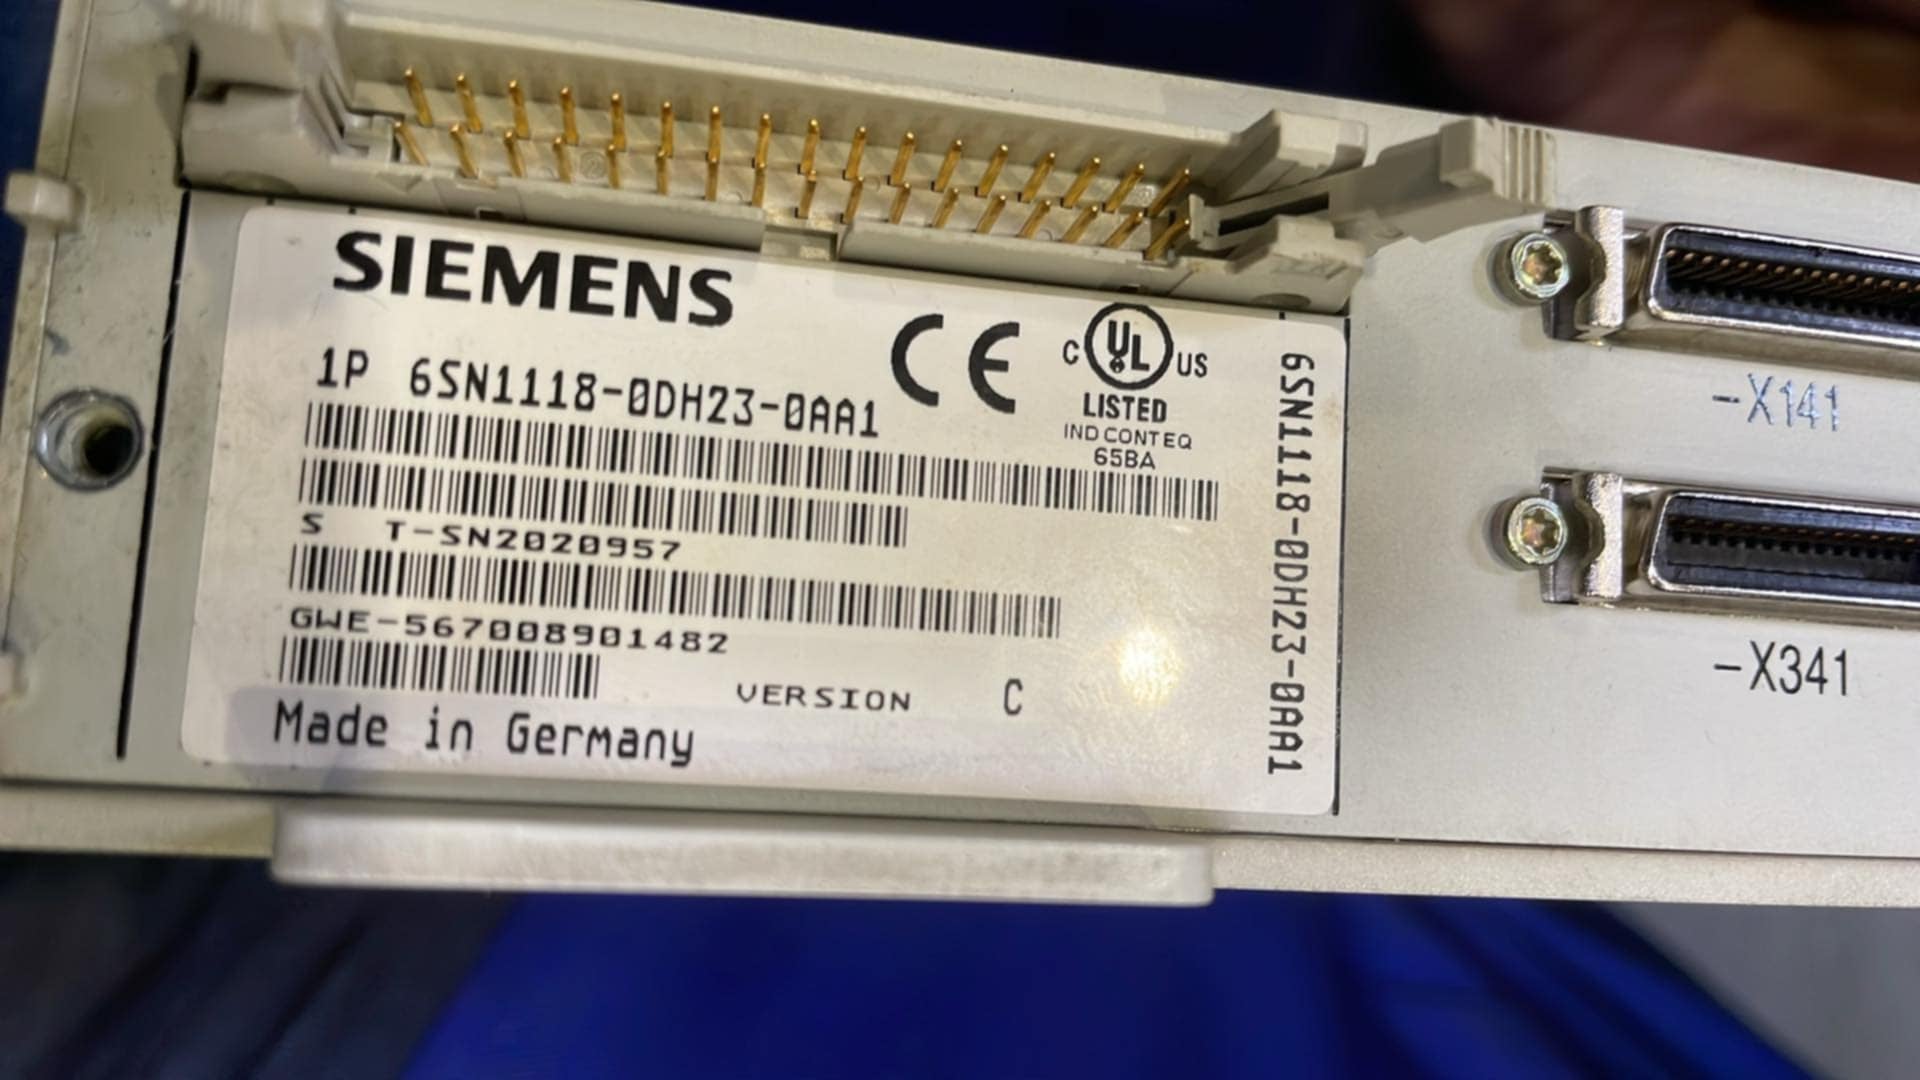 SIEMENS
1P 6SN1118-0DH23-0AA1
CE
C UL US
LISTED
IND CONT EQ
65BA
S T-SN2020957
GWE-567008901482
VERSION C
Made in Germany
6SN1118-0DH23-0AA1
-X141
-X341